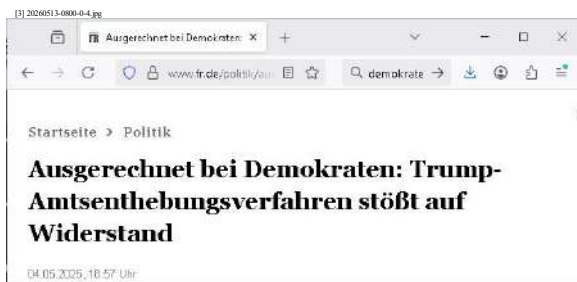 [3] 20260513-0800-0-4.jpg
FR Ausgerechnet bei Demokraten:
www.fr.de/politik/au
demokrate
Startseite > Politik
Ausgerechnet bei Demokraten: Trump-
Amtsenthebungsverfahren stößt auf
Widerstand
04.05.2025, 18:57 Uhr